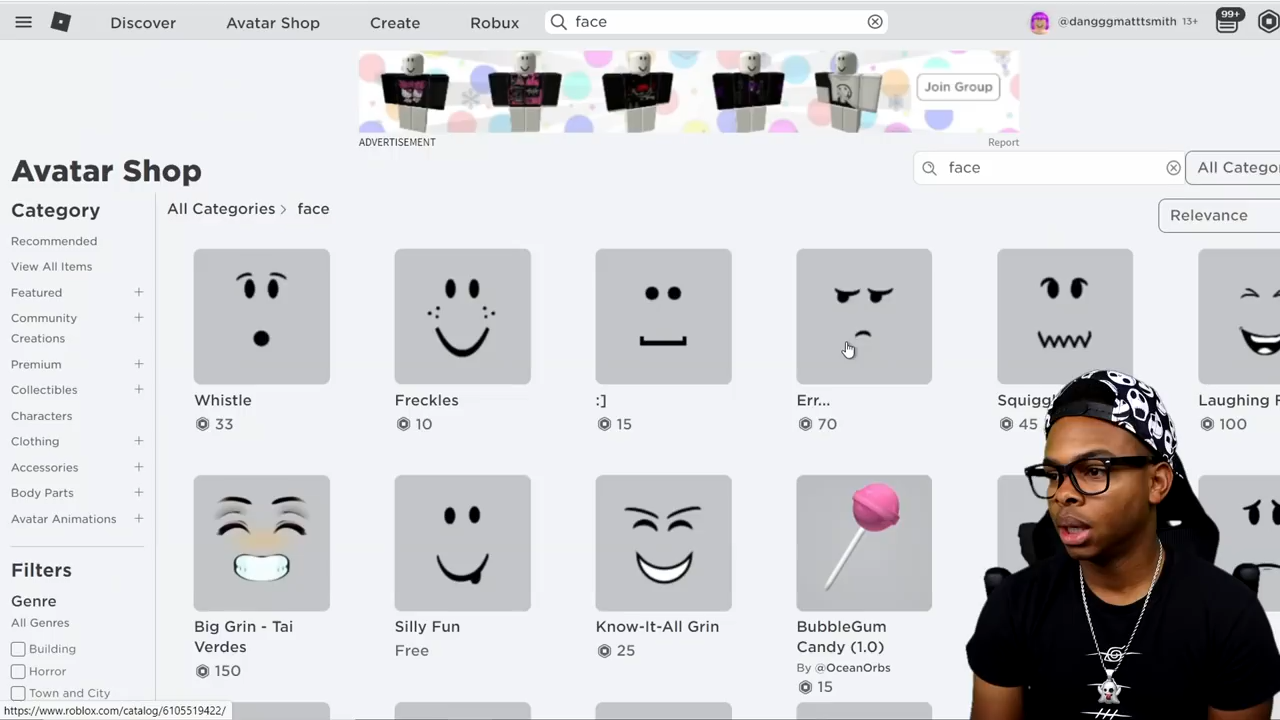 Discover Avatar Shop Create Robux face @dangggmatttsmith 13+ 99+
Join Group
ADVERTISEMENT Report
Avatar Shop
face All Catego
Category
All Categories > face
Relevance
Recommended
View All Items
Featured +
Community +
Creations
Premium +
Collectibles +
Characters
Clothing +
Accessories +
Body Parts +
Avatar Animations +
Whistle
33
Freckles
10
:]
15
Err...
70
Squigg
45
Laughing F
100
Big Grin - Tai
Verdes
150
Silly Fun
Free
Know-It-All Grin
25
BubbleGum
Candy (1.0)
By @OceanOrbs
15
Filters
Genre
All Genres
Building
Horror
Town and City
https://www.roblox.com/catalog/6105519422/